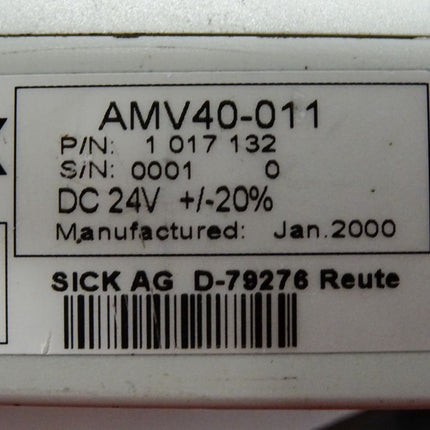 AMV40-011
P/N: 1 017 132
S/N: 0001 0
DC 24V +/-20%
Manufactured: Jan.2000
SICK AG D-79276 Reute